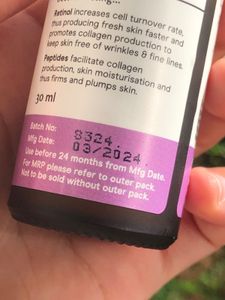 Retinol increases cell turnover rate,
thus producing fresh skin faster and
promotes collagen production to
keep skin free of wrinkles & fine lines.
Peptides facilitate collagen
production, skin moisturisation and
thus firms and plumps skin.
30 ml
Batch No: 8324
Mfg Date: 03/2024
Use before 24 months from Mfg Date.
For MRP please refer to outer pack.
Not to be sold without outer pack.